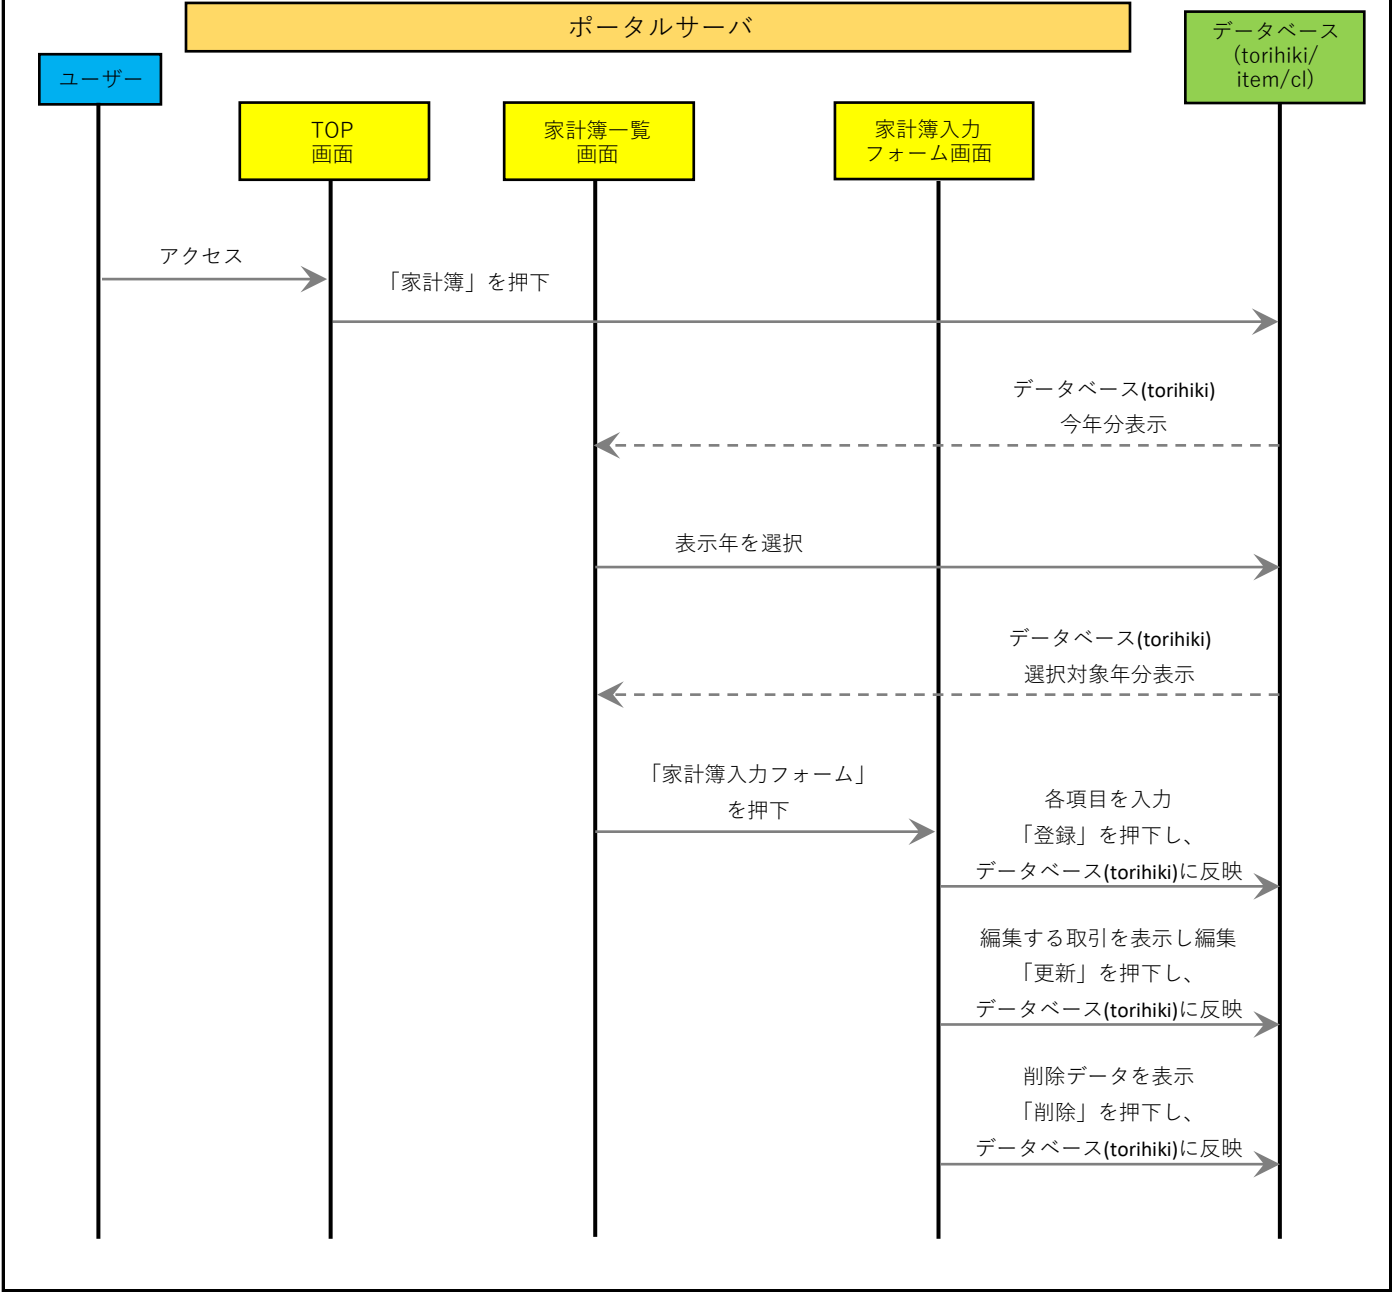 ポータルサーバ
データベース
(torihiki/
item/cl)
ユーザー
TOP
画面
家計簿一覧
画面
家計簿入力
フォーム画面
アクセス
「家計簿」を押下
データベース(torihiki)
今年分表示
表示年を選択
データベース(torihiki)
選択対象年分表示
「家計簿入力フォーム」
を押下
各項目を入力
「登録」を押下し、
データベース(torihiki)に反映
編集する取引を表示し編集
「更新」を押下し、
データベース(torihiki)に反映
削除データを表示
「削除」を押下し、
データベース(torihiki)に反映